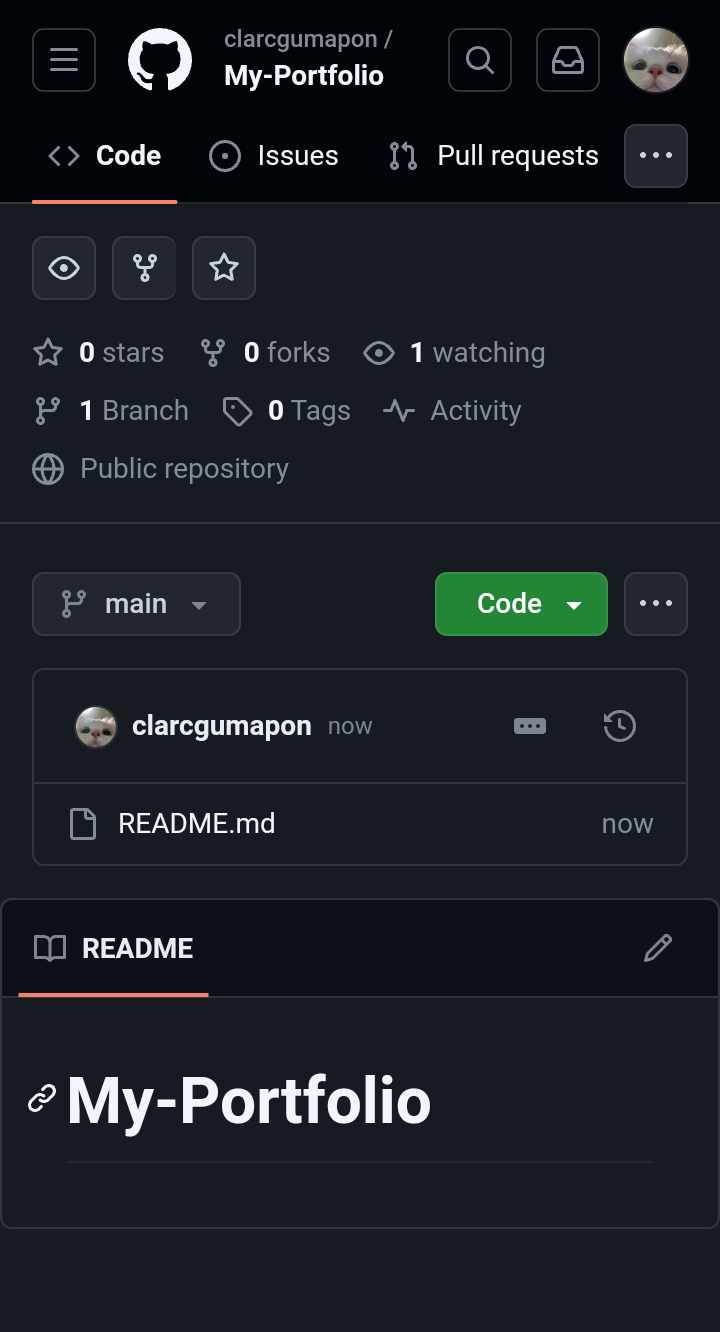 clarcgumapon /
My-Portfolio
Code Issues Pull requests
0 stars 0 forks 1 watching
1 Branch 0 Tags Activity
Public repository
main Code
clarcgumapon now
README.md now
README
My-Portfolio